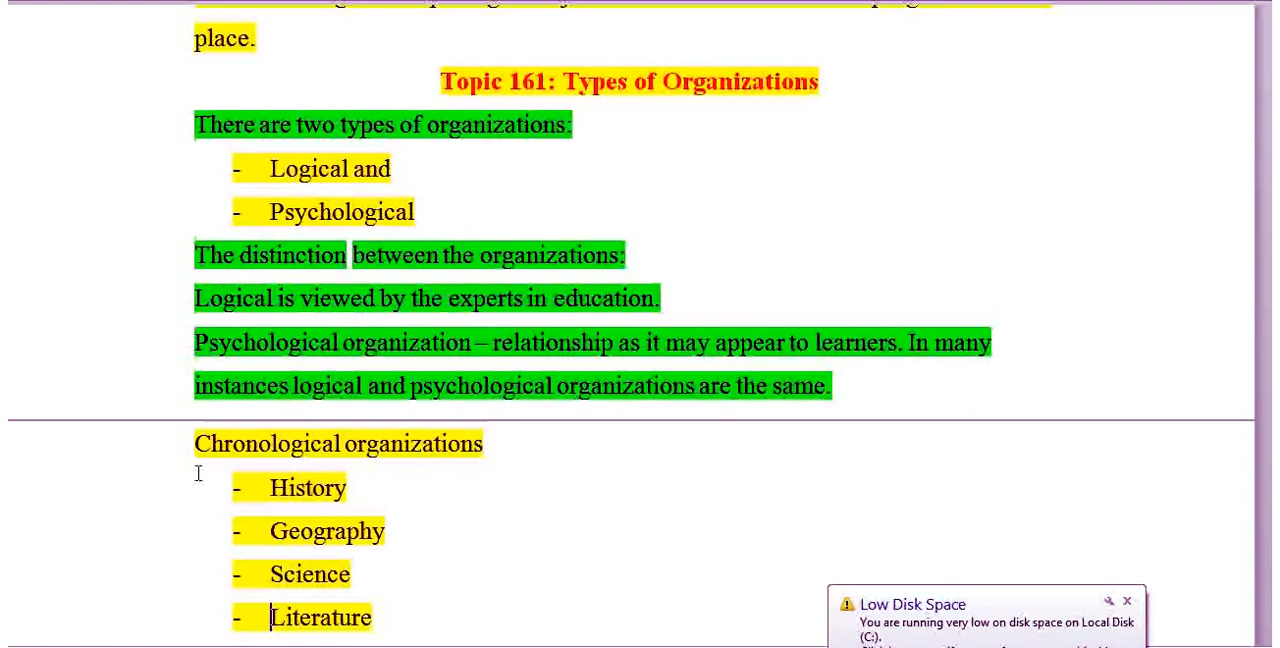 place.
Topic 161: Types of Organizations
There are two types of organizations:
- Logical and
- Psychological
The distinction between the organizations:
Logical is viewed by the experts in education.
Psychological organization – relationship as it may appear to learners. In many
instances logical and psychological organizations are the same.
Chronological organizations
- History
- Geography
- Science
- Literature
Low Disk Space
You are running very low on disk space on Local Disk
(C:).